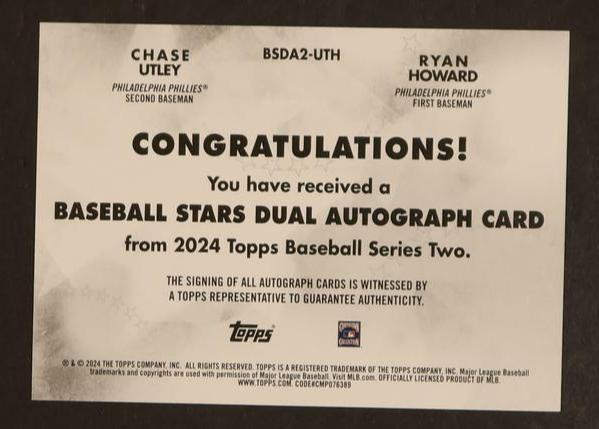 CHASE
UTLEY
PHILADELPHIA PHILLIES®
SECOND BASEMAN
BSDA2-UTH
RYAN
HOWARD
PHILADELPHIA PHILLIES®
FIRST BASEMAN
CONGRATULATIONS!
You have received a
BASEBALL STARS DUAL AUTOGRAPH CARD
from 2024 Topps Baseball Series Two.
THE SIGNING OF ALL AUTOGRAPH CARDS IS WITNESSED BY
A TOPPS REPRESENTATIVE TO GUARANTEE AUTHENTICITY.
topps
® & © 2024 THE TOPPS COMPANY, INC. ALL RIGHTS RESERVED. TOPPS IS A REGISTERED TRADEMARK OF THE TOPPS COMPANY, INC. Major League Baseball
trademarks and copyrights are used with permission of Major League Baseball. Visit MLB.com. OFFICIALLY LICENSED PRODUCT OF MLB.
WWW.TOPPS.COM. CODE#CMP076389